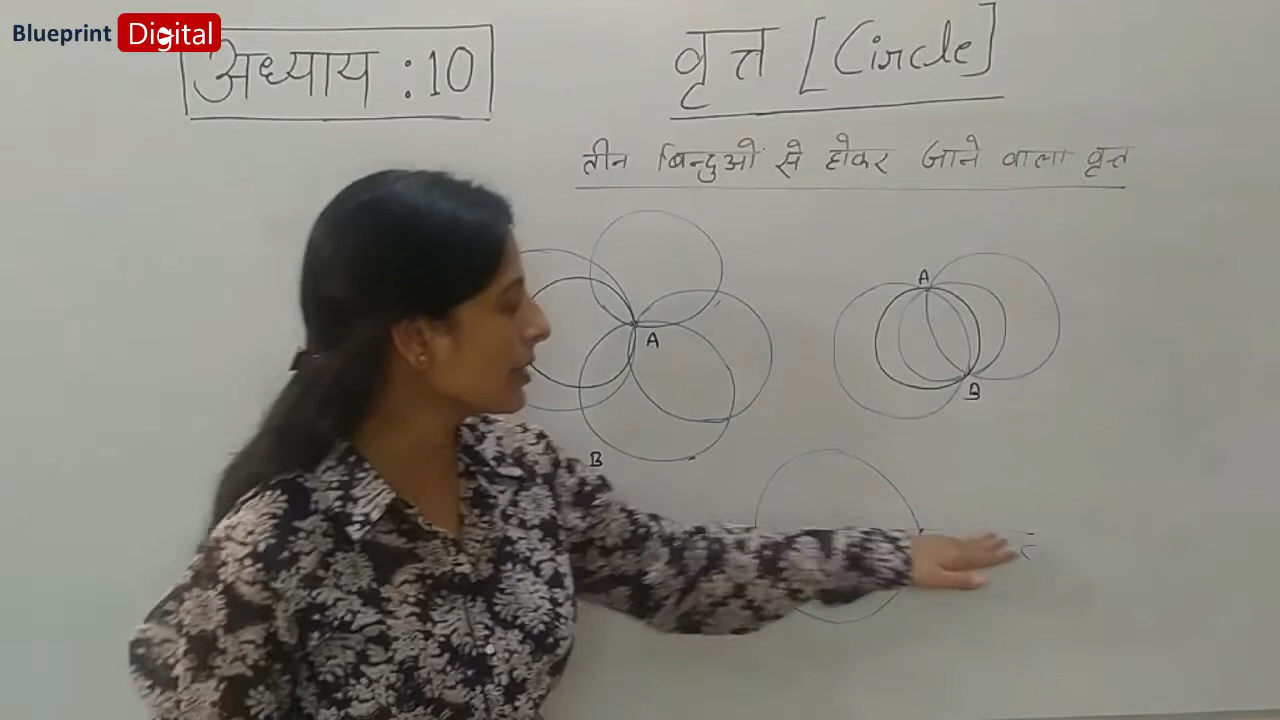 Blueprint Digital
अध्याय :10
वृत्त [Circle]
तीन बिन्दुओं से होकर जाने वाला वृत्त
A
A
B
B